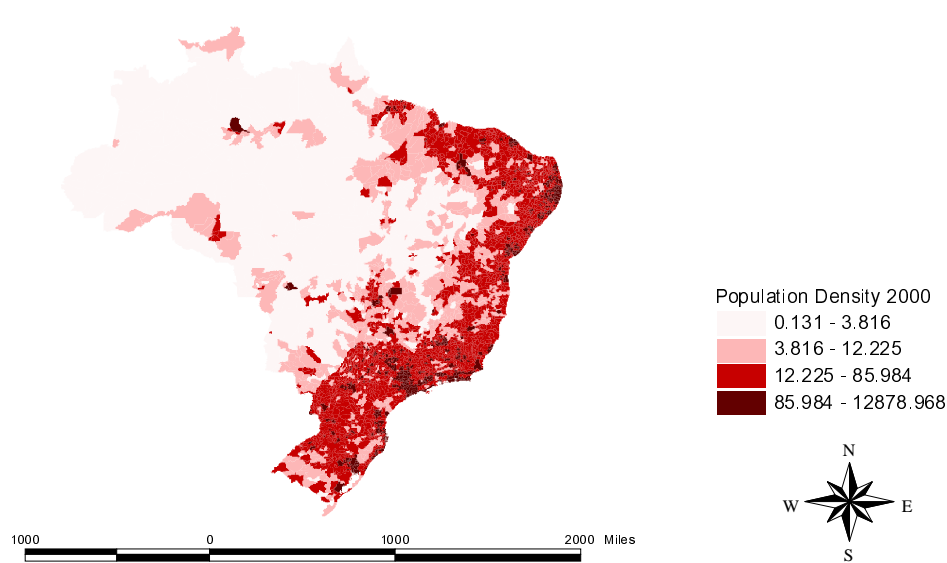 Population Density 2000
0.131 - 3.816
3.816 - 12.225
12.225 - 85.984
85.984 - 12878.968
N
W E
S
1000 0 1000 2000 Miles